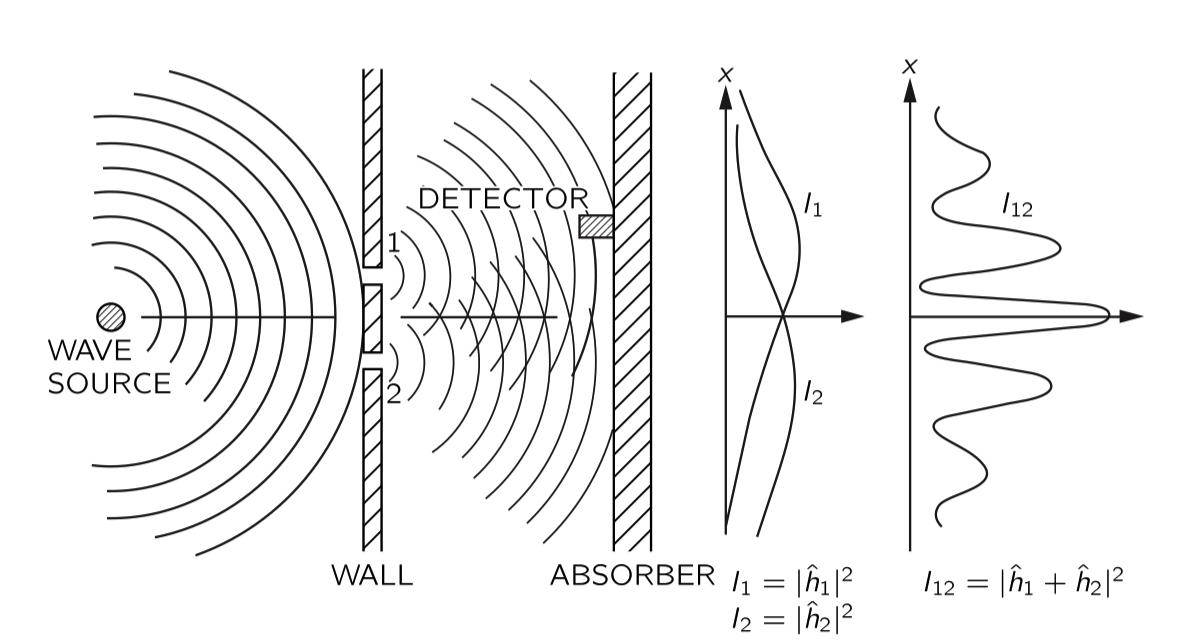 x
x
DETECTOR
I₁
I₁₂
1
WAVE
SOURCE
2
I₂
WALL
ABSORBER
I₁ = |ĥ₁|²
I₂ = |ĥ₂|²
I₁₂ = |ĥ₁ + ĥ₂|²